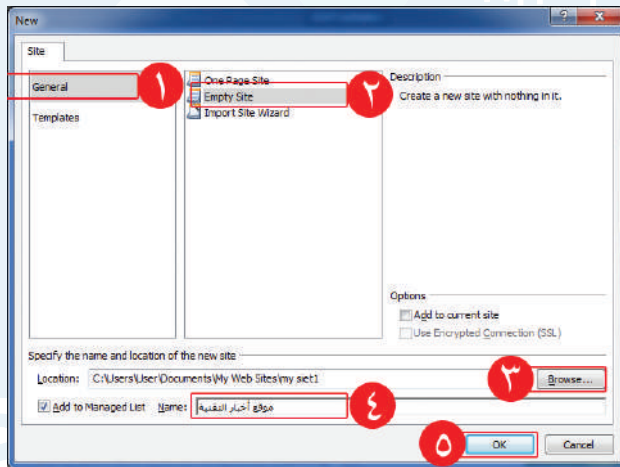 New
Site
General
Templates
١
One Page Site
Empty Site
Import Site Wizard
٢
Description
Create a new site with nothing in it.
Options
Add to current site
Use Encrypted Connection (SSL)
Specify the name and location of the new site
Location: C:\Users\User\Documents\My Web Sites\my siet1
٣
Browse...
Add to Managed List Name: موقع أخبار التقنية
٤
٥
OK Cancel